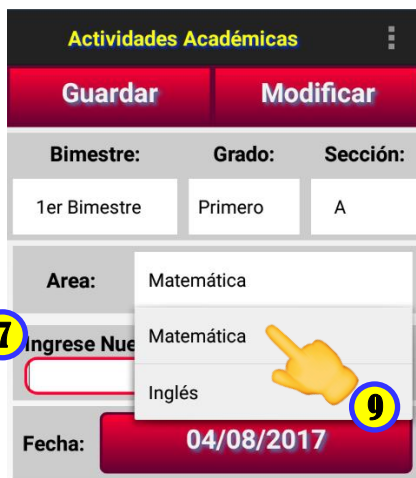 Actividades Académicas
Guardar Modificar
Bimestre: Grado: Sección:
1er Bimestre Primero A
Area: Matemática
Matemática
7 Ingrese Nue
Inglés
9
Fecha: 04/08/2017